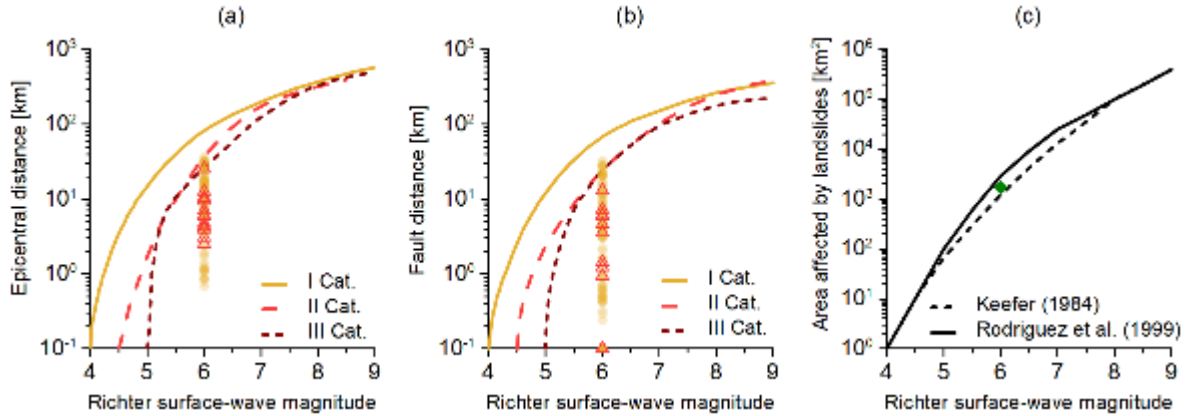 (a)
Epicentral distance [km]
10³
10²
10¹
10⁰
10⁻¹
I Cat.
II Cat.
III Cat.
4 5 6 7 8 9
Richter surface-wave magnitude
(b)
Fault distance [km]
10³
10²
10¹
10⁰
10⁻¹
I Cat.
II Cat.
III Cat.
4 5 6 7 8 9
Richter surface-wave magnitude
(c)
Area affected by landslides [km²]
10⁶
10⁵
10⁴
10³
10²
10¹
10⁰
Keefer (1984)
Rodriguez et al. (1999)
4 5 6 7 8 9
Richter surface-wave magnitude